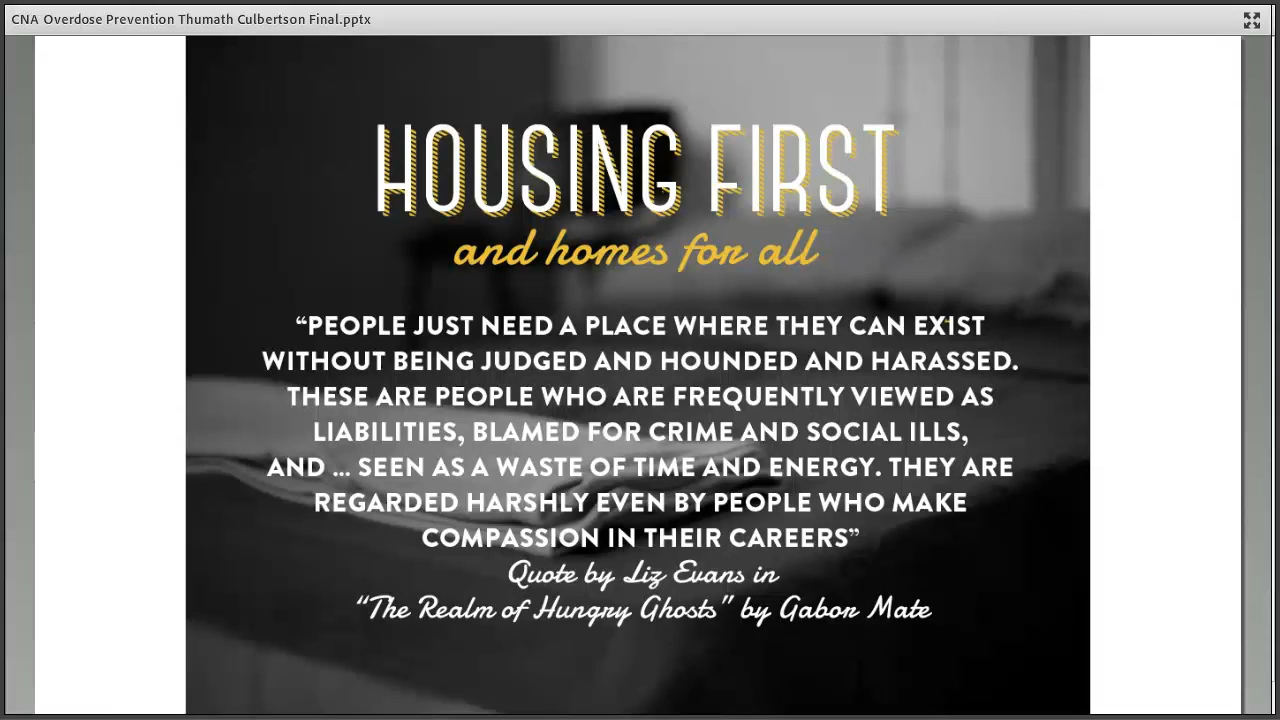 CNA Overdose Prevention Thumath Culbertson Final.pptx
HOUSING FIRST
and homes for all
“PEOPLE JUST NEED A PLACE WHERE THEY CAN EXIST
WITHOUT BEING JUDGED AND HOUNDED AND HARASSED.
THESE ARE PEOPLE WHO ARE FREQUENTLY VIEWED AS
LIABILITIES, BLAMED FOR CRIME AND SOCIAL ILLS,
AND ... SEEN AS A WASTE OF TIME AND ENERGY. THEY ARE
REGARDED HARSHLY EVEN BY PEOPLE WHO MAKE
COMPASSION IN THEIR CAREERS”
Quote by Liz Evans in
“The Realm of Hungry Ghosts” by Gabor Mate